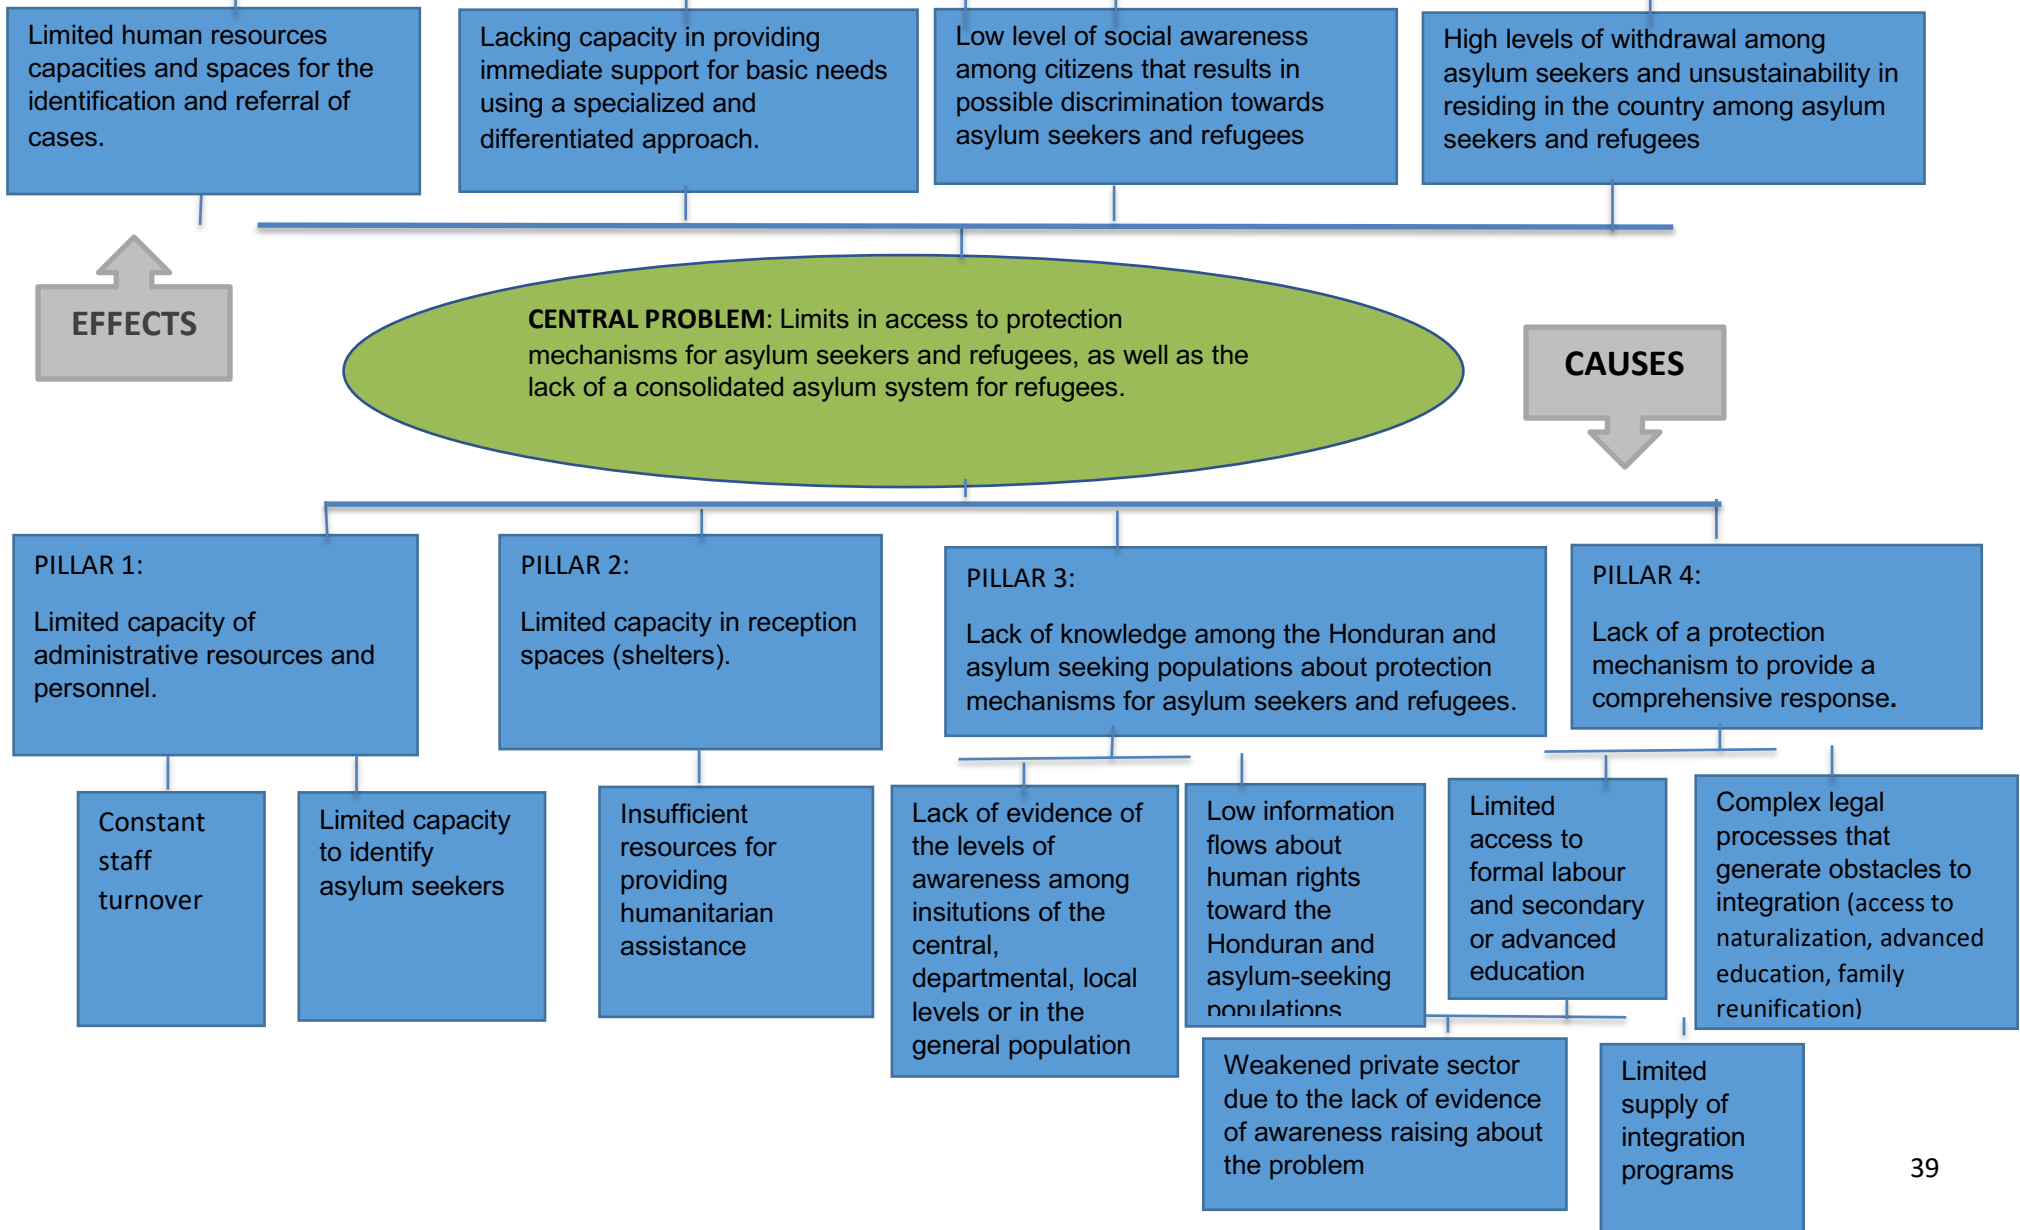 Limited human resources
capacities and spaces for the
identification and referral of
cases.
Lacking capacity in providing
immediate support for basic needs
using a specialized and
differentiated approach.
Low level of social awareness
among citizens that results in
possible discrimination towards
asylum seekers and refugees
High levels of withdrawal among
asylum seekers and unsustainability in
residing in the country among asylum
seekers and refugees
EFFECTS
CENTRAL PROBLEM: Limits in access to protection
mechanisms for asylum seekers and refugees, as well as the
lack of a consolidated asylum system for refugees.
CAUSES
PILLAR 1:
Limited capacity of
administrative resources and
personnel.
PILLAR 2:
Limited capacity in reception
spaces (shelters).
PILLAR 3:
Lack of knowledge among the Honduran and
asylum seeking populations about protection
mechanisms for asylum seekers and refugees.
PILLAR 4:
Lack of a protection
mechanism to provide a
comprehensive response.
Constant
staff
turnover
Limited capacity
to identify
asylum seekers
Insufficient
resources for
providing
humanitarian
assistance
Lack of evidence of
the levels of
awareness among
insitutions of the
central,
departmental, local
levels or in the
general population
Low information
flows about
human rights
toward the
Honduran and
asylum-seeking
populations
Limited
access to
formal labour
and secondary
or advanced
education
Complex legal
processes that
generate obstacles to
integration (access to
naturalization, advanced
education, family
reunification)
Weakened private sector
due to the lack of evidence
of awareness raising about
the problem
Limited
supply of
integration
programs
39